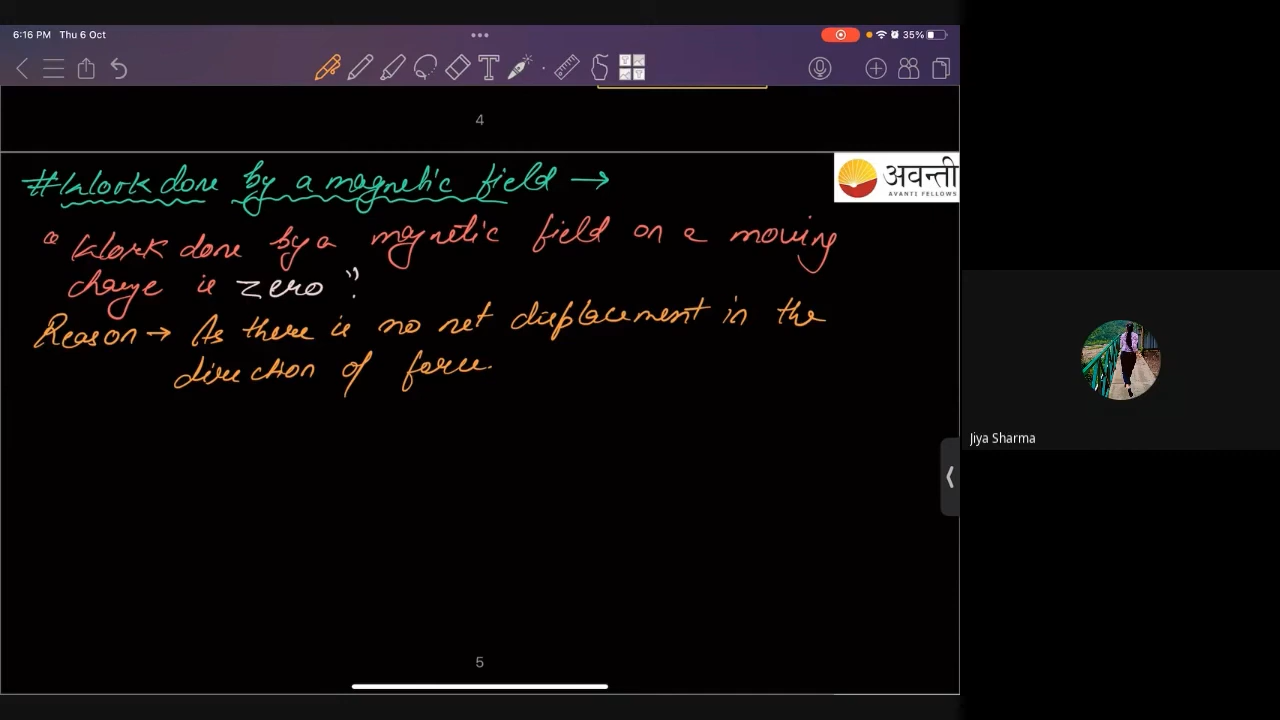 6:16 PM Thu 6 Oct
35%
4
अवन्ती
AVANTI FELLOWS
#Work done by a magnetic field →
"Work done by a magnetic field on a moving
charge is zero".
Reason → As there is no net displacement in the
direction of force.
Jiya Sharma
5